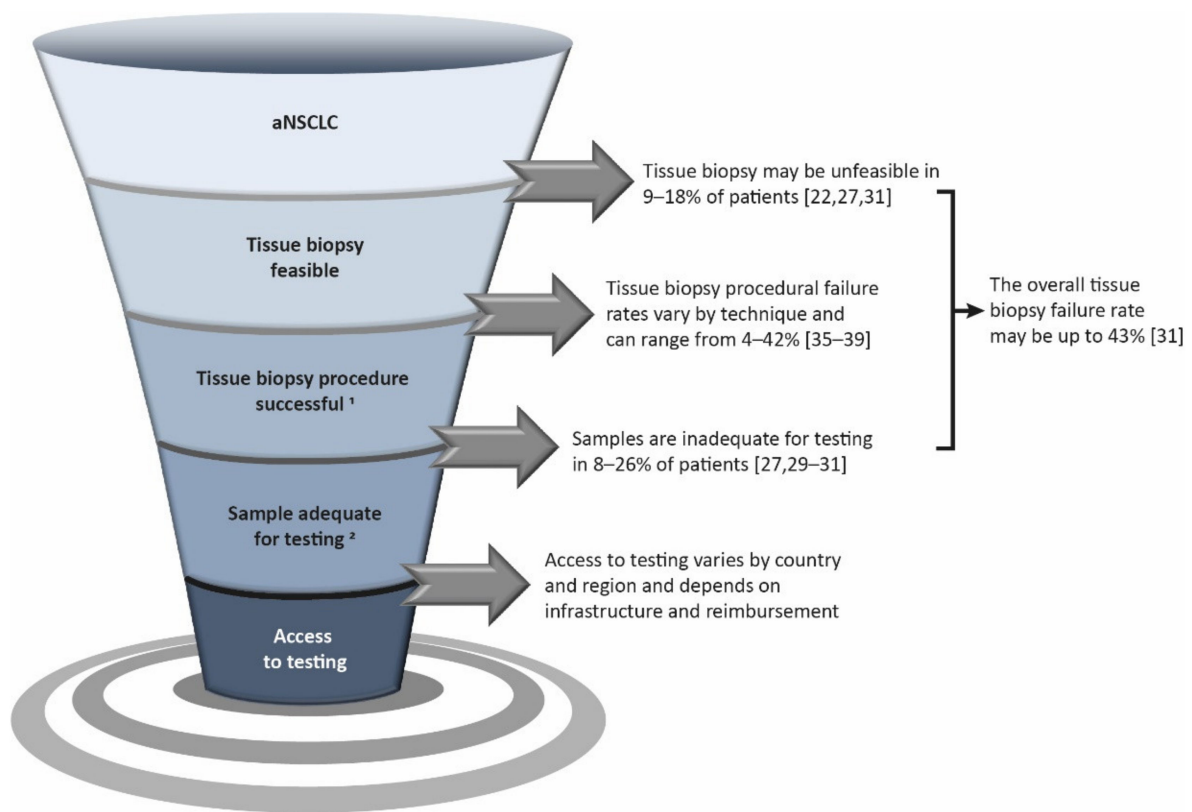 aNSCLC
Tissue biopsy may be unfeasible in
9–18% of patients [22,27,31]
Tissue biopsy
feasible
Tissue biopsy procedural failure
rates vary by technique and
can range from 4–42% [35–39]
The overall tissue
biopsy failure rate
may be up to 43% [31]
Tissue biopsy procedure
successful ¹
Samples are inadequate for testing
in 8–26% of patients [27,29–31]
Sample adequate
for testing ²
Access to testing varies by country
and region and depends on
infrastructure and reimbursement
Access
to testing